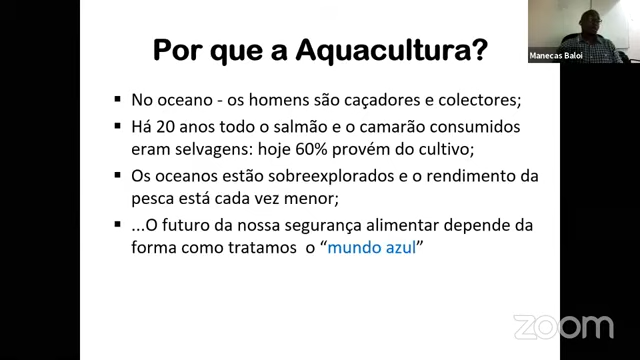 Por que a Aquacultura?
Manecas Baloi
▪ No oceano - os homens são caçadores e colectores;
▪ Há 20 anos todo o salmão e o camarão consumidos
eram selvagens: hoje 60% provém do cultivo;
▪ Os oceanos estão sobreexplorados e o rendimento da
pesca está cada vez menor;
▪ ...O futuro da nossa segurança alimentar depende da
forma como tratamos o “mundo azul”
zoom